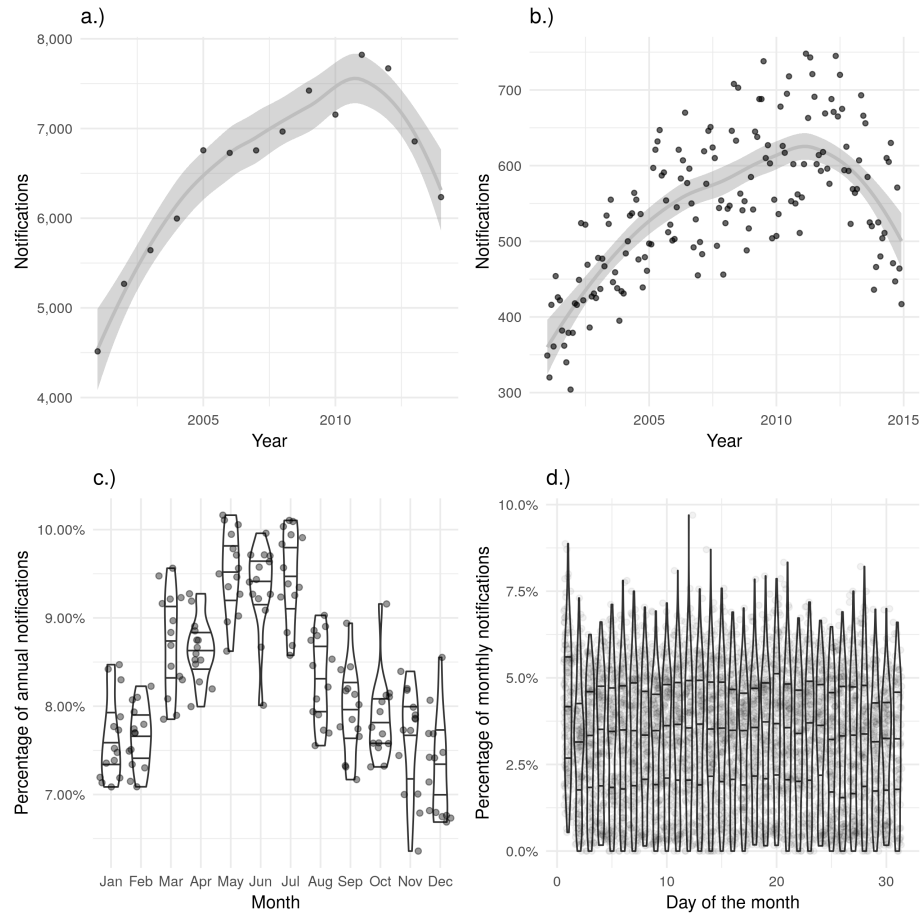 a.)
8,000
7,000
6,000
5,000
4,000
Notifications
2005 2010
Year
b.)
700
600
500
400
300
Notifications
2005 2010 2015
Year
c.)
10.00%
9.00%
8.00%
7.00%
Percentage of annual notifications
Jan Feb Mar Apr May Jun Jul Aug Sep Oct Nov Dec
Month
d.)
10.0%
7.5%
5.0%
2.5%
0.0%
Percentage of monthly notifications
0 10 20 30
Day of the month